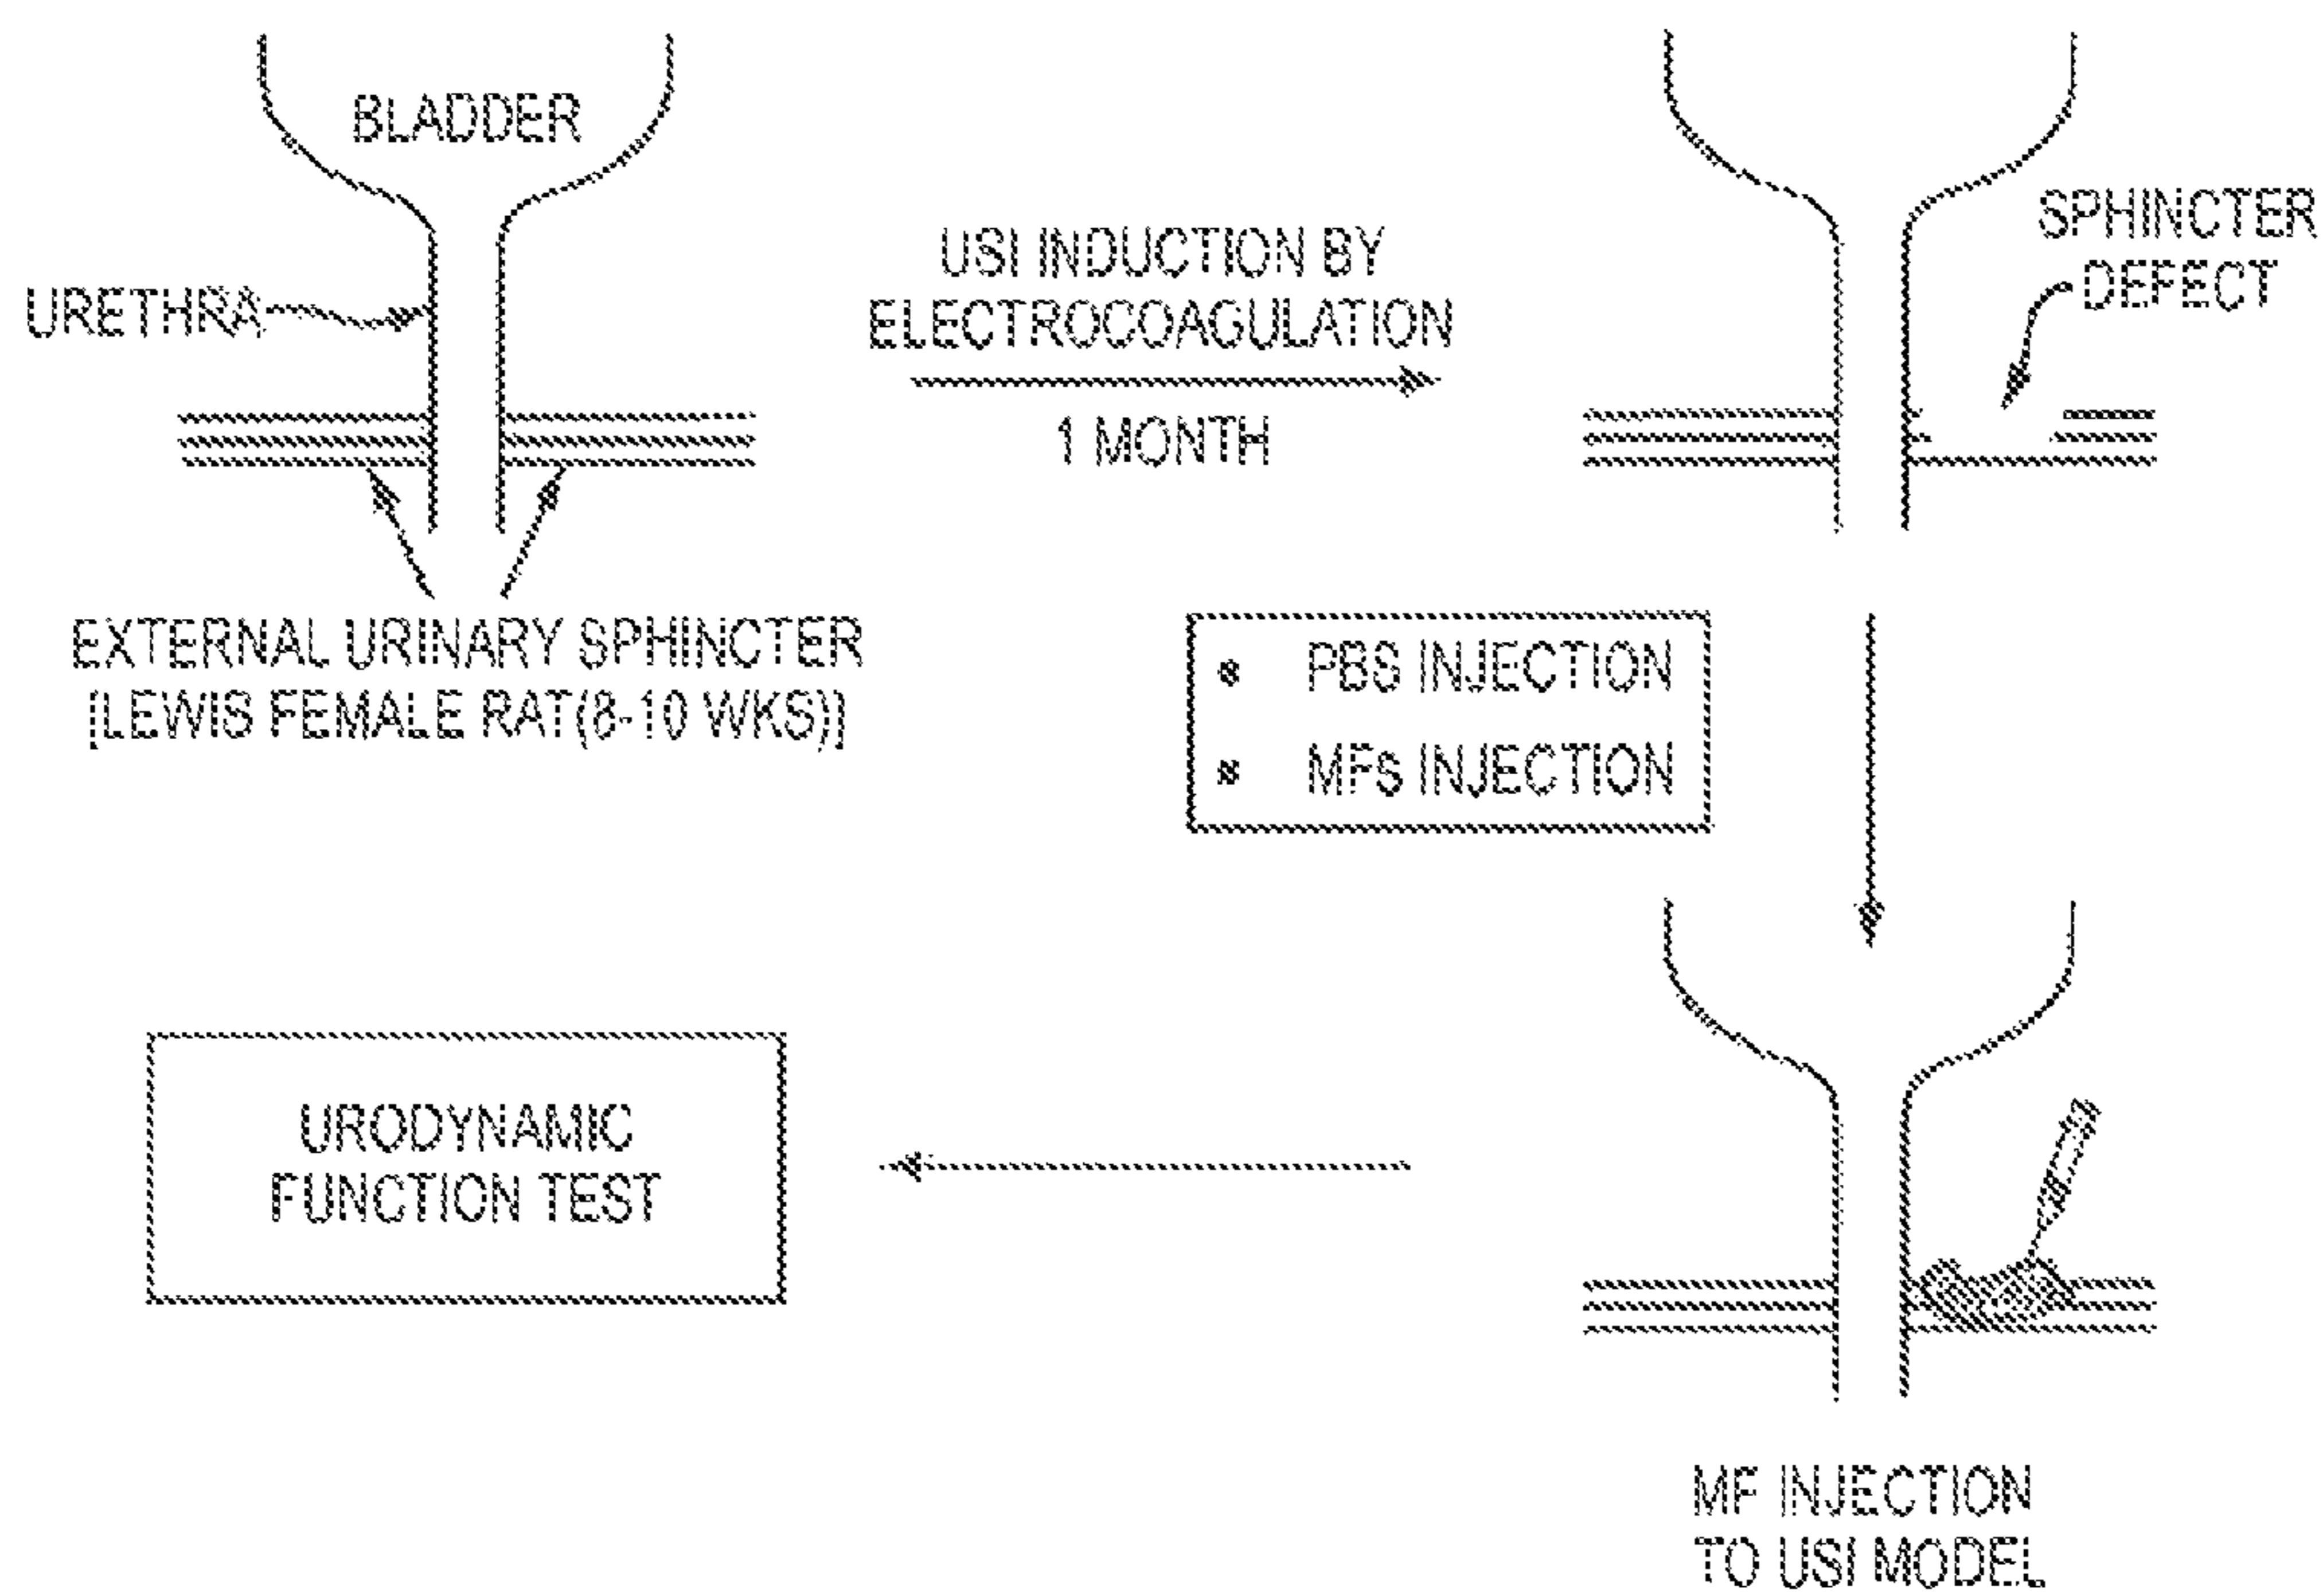 BLADDER
URETHRA
EXTERNAL URINARY SPHINCTER
[LEWIS FEMALE RAT(8-10 WKS)]
USI INDUCTION BY
ELECTROCOAGULATION
1 MONTH
SPHINCTER
DEFECT
• PBS INJECTION
• MFs INJECTION
MF INJECTION
TO USI MODEL
URODYNAMIC
FUNCTION TEST